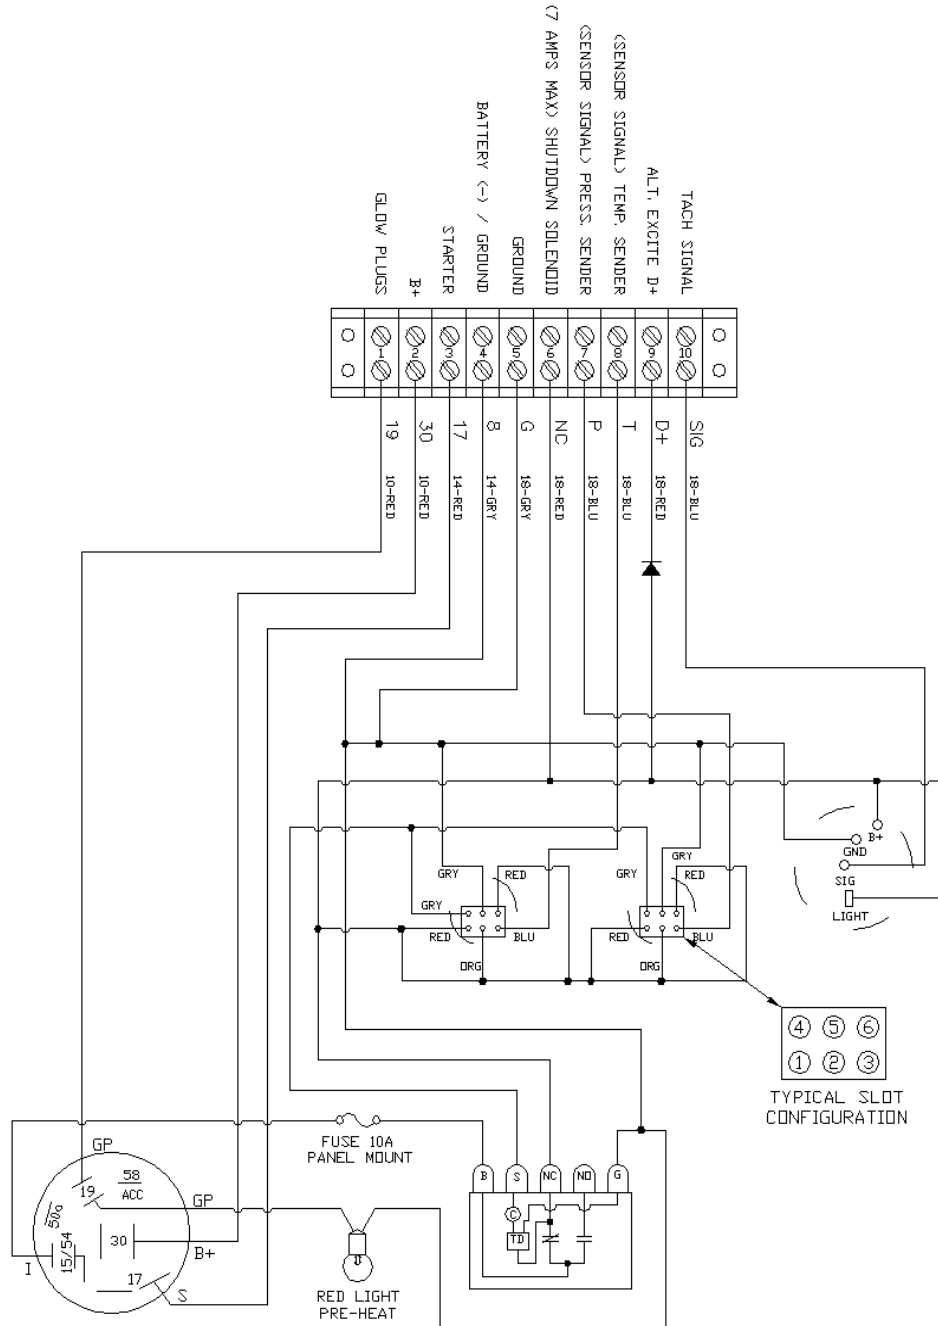 (7 AMPS MAX) SHUTDOWN SOLENOID
(SENSOR SIGNAL) PRESS. SENDER
(SENSOR SIGNAL) TEMP. SENDER
GLOW PLUGS
B+
STARTER
BATTERY (-) / GROUND
GROUND
ALT. EXCITE D+
TACH SIGNAL
1 2 3 4 5 6 7 8 9 10
19 30 17 8 G NC P T D+ SIG
10-RED 10-RED 14-RED 14-GRY 18-GRY 18-RED 18-BLU 18-BLU 18-RED 18-BLU
B+
GND
SIG
LIGHT
GRY RED
GRY
RED BLU
ORG
GRY
GRY RED
RED BLU
ORG
4 5 6
1 2 3
TYPICAL SLOT
CONFIGURATION
FUSE 10A
PANEL MOUNT
B S NC NO G
C
TD
GP
58
ACC
19
GP
50a
15/54
30
B+
I
17
S
RED LIGHT
PRE-HEAT